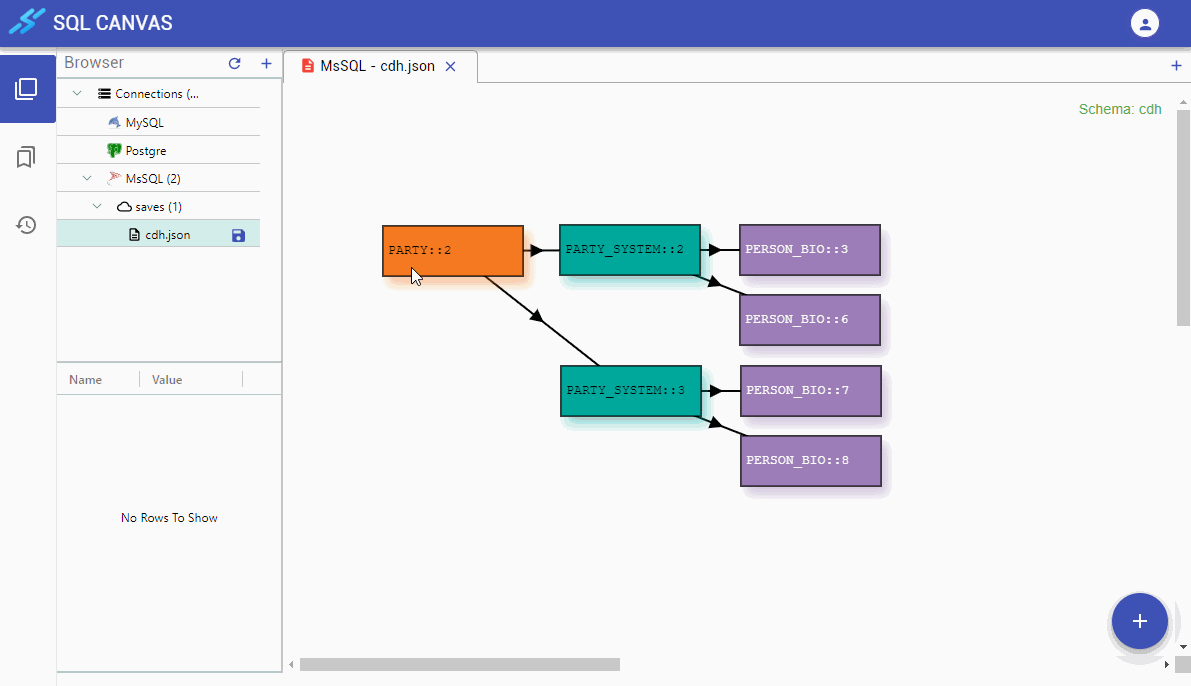 SQL CANVAS
Browser
MsSQL - cdh.json
Connections (...
MySQL
Postgre
MsSQL (2)
saves (1)
cdh.json
Name Value
No Rows To Show
Schema: cdh
PARTY::2
PARTY_SYSTEM::2
PERSON_BIO::3
PERSON_BIO::6
PARTY_SYSTEM::3
PERSON_BIO::7
PERSON_BIO::8